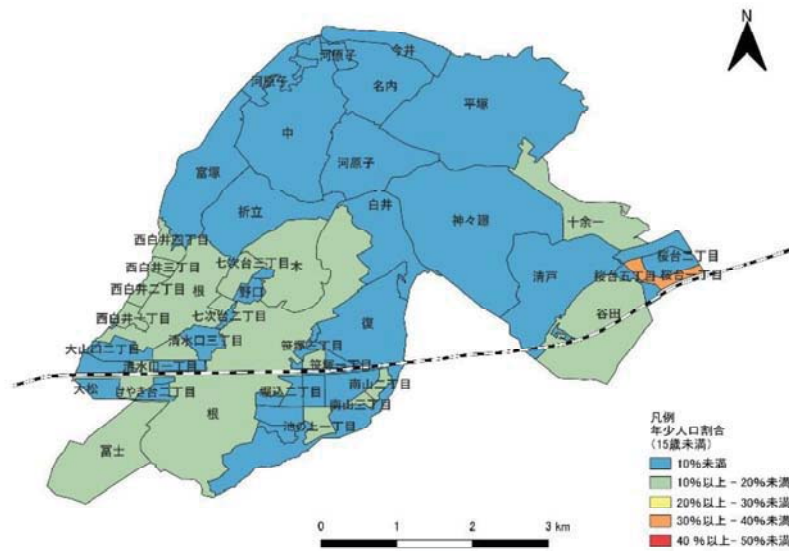 N
河原子
今井
河原子
名内
平塚
中
河原子
富塚
白井
折立
神々廻
十余一
西白井四丁目
七次台三丁目
木
桜台二丁目
西白井三丁目
清戸
桜台五丁目
桜台一丁目
西白井二丁目
根
野口
西白井一丁目
七次台二丁目
復
谷田
大山口二丁目
清水口三丁目
笹塚三丁目
清水口一丁目
笹塚一丁目
大松
けやき台二丁目
堀込二丁目
南山二丁目
南山三丁目
根
池の上一丁目
冨士
凡例
年少人口割合
(15歳未満)
10%未満
10%以上-20%未満
20%以上-30%未満
30%以上-40%未満
40%以上-50%未満
0 1 2 3 km